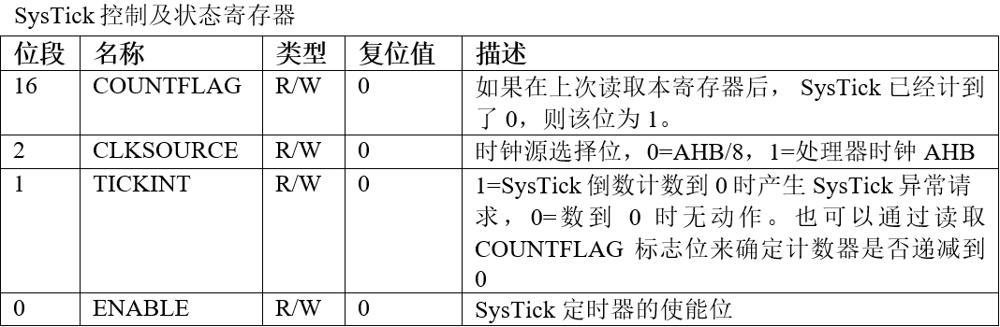 SysTick 控制及状态寄存器
位段 名称 类型 复位值 描述
16 COUNTFLAG R/W 0 如果在上次读取本寄存器后， SysTick 已经计到
了 0，则该位为 1。
2 CLKSOURCE R/W 0 时钟源选择位，0=AHB/8，1=处理器时钟 AHB
1 TICKINT R/W 0 1=SysTick 倒数计数到 0 时产生 SysTick 异常请
求，0=数到 0 时无动作。也可以通过读取
COUNTFLAG 标志位来确定计数器是否递减到
0
0 ENABLE R/W 0 SysTick 定时器的使能位